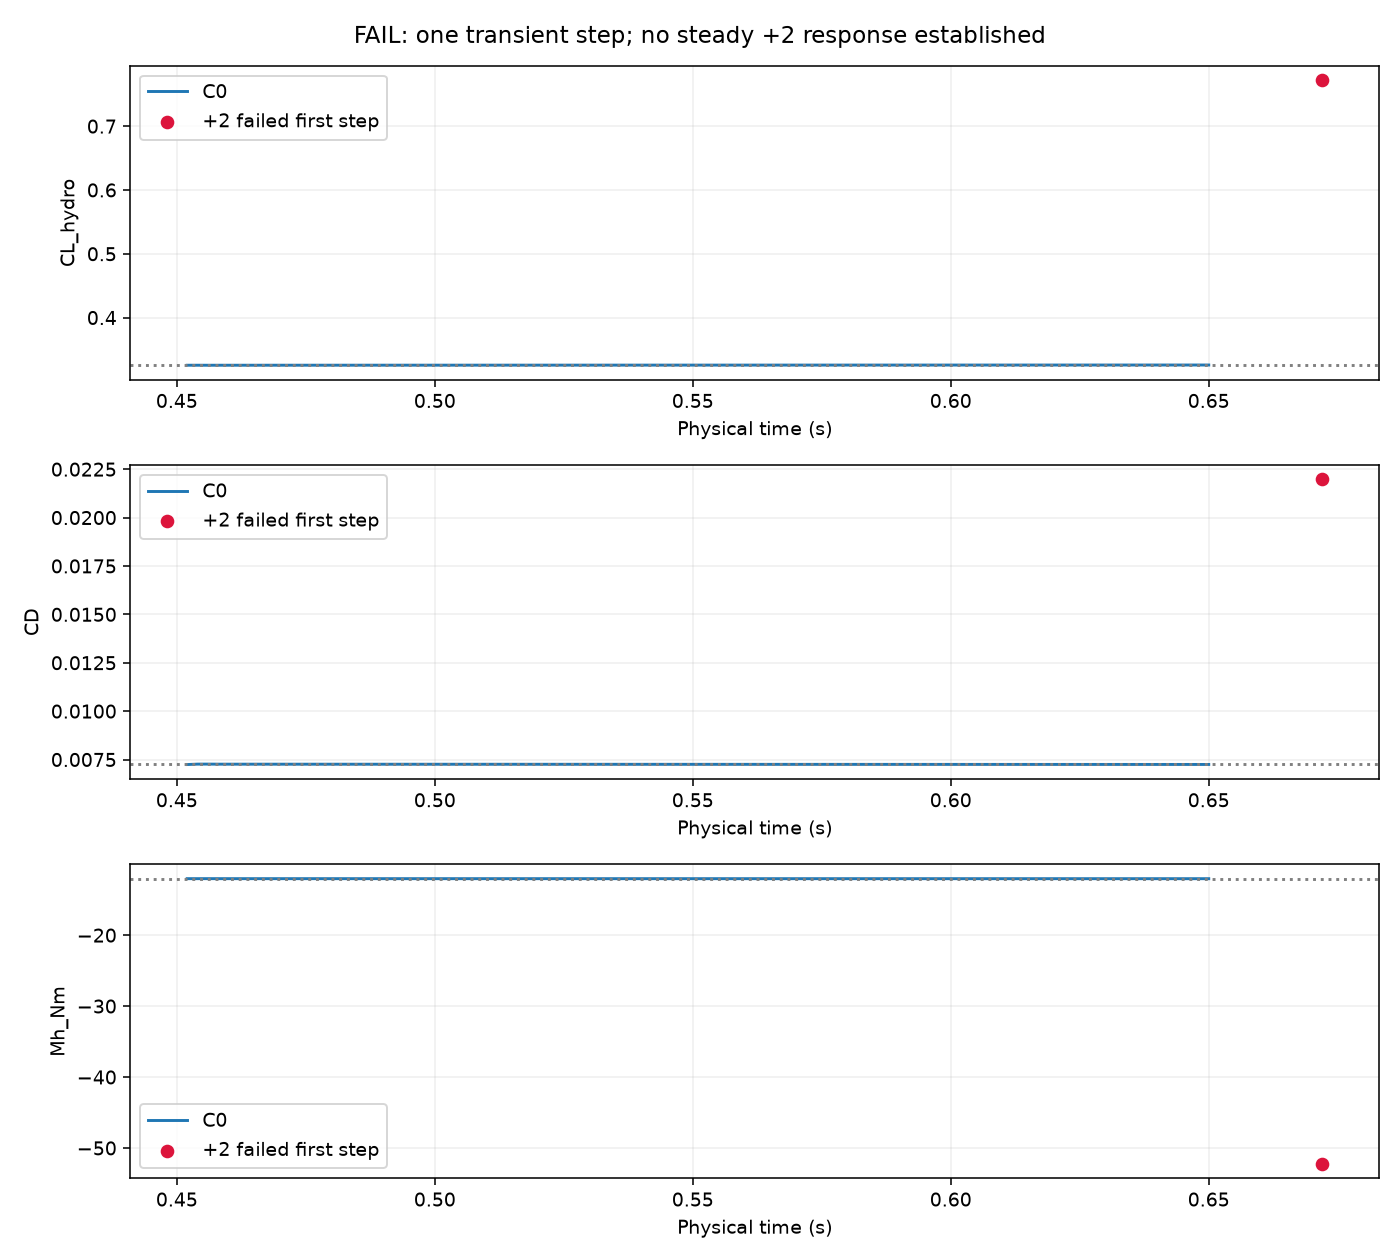 FAIL: one transient step; no steady +2 response established
C0
+2 failed first step
CL_hydro
0.7
0.6
0.5
0.4
0.45 0.50 0.55 0.60 0.65
Physical time (s)
C0
+2 failed first step
CD
0.0225
0.0200
0.0175
0.0150
0.0125
0.0100
0.0075
0.45 0.50 0.55 0.60 0.65
Physical time (s)
Mh_Nm
−20
−30
−40
−50
C0
+2 failed first step
0.45 0.50 0.55 0.60 0.65
Physical time (s)